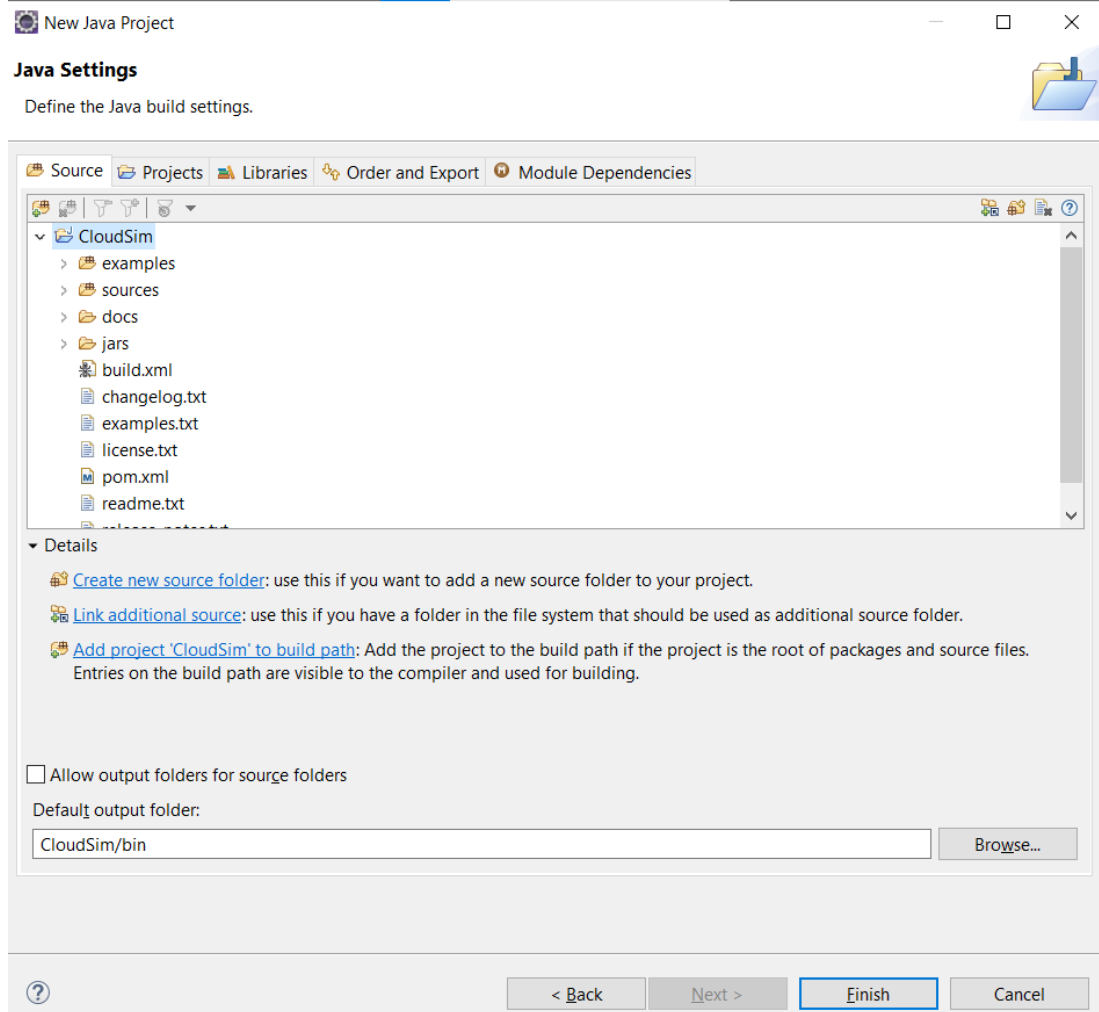 New Java Project
Java Settings
Define the Java build settings.
Source Projects Libraries Order and Export Module Dependencies
CloudSim
examples
sources
docs
jars
build.xml
changelog.txt
examples.txt
license.txt
pom.xml
readme.txt
Details
Create new source folder: use this if you want to add a new source folder to your project.
Link additional source: use this if you have a folder in the file system that should be used as additional source folder.
Add project 'CloudSim' to build path: Add the project to the build path if the project is the root of packages and source files.
Entries on the build path are visible to the compiler and used for building.
Allow output folders for source folders
Default output folder:
CloudSim/bin Browse...
< Back Next > Finish Cancel